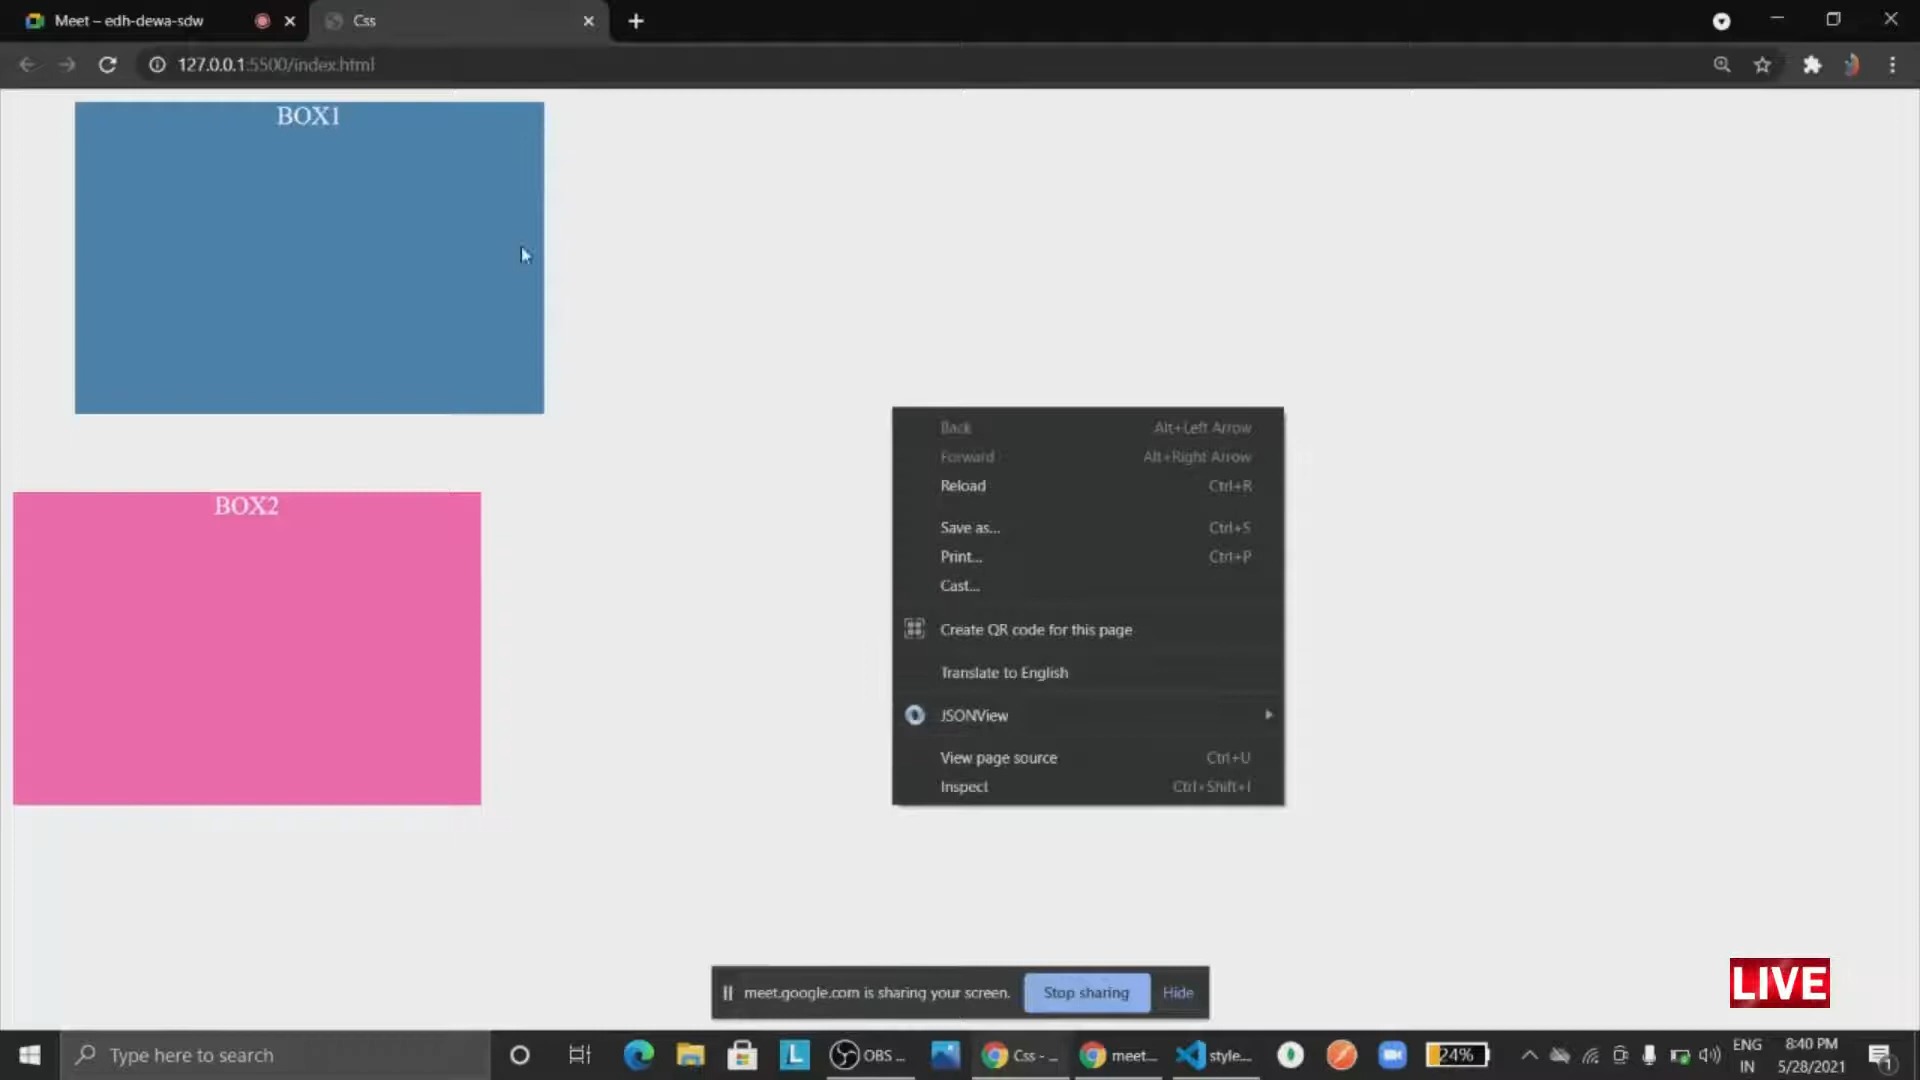 Meet – edh-dewa-sdw
Css
127.0.0.1:5500/index.html
BOX1
BOX2
Back Alt+Left Arrow
Forward Alt+Right Arrow
Reload Ctrl+R
Save as... Ctrl+S
Print... Ctrl+P
Cast...
Create QR code for this page
Translate to English
JSONView
View page source Ctrl+U
Inspect Ctrl+Shift+I
meet.google.com is sharing your screen. Stop sharing Hide
LIVE
Type here to search
L
OBS ...
Css - ...
meet...
style...
24%
ENG
IN
8:40 PM
5/28/2021
1